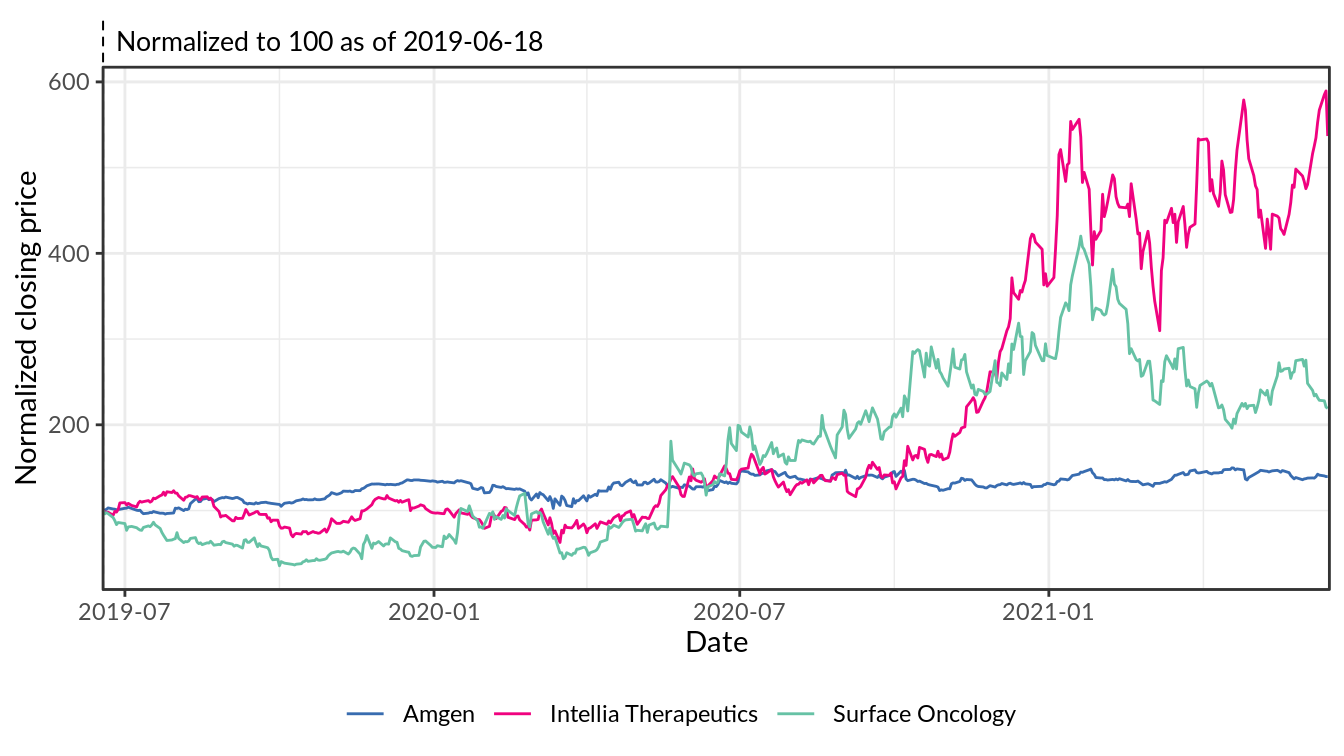 Normalized to 100 as of 2019-06-18
Normalized closing price
600
400
200
2019-07 2020-01 2020-07 2021-01
Date
Amgen Intellia Therapeutics Surface Oncology